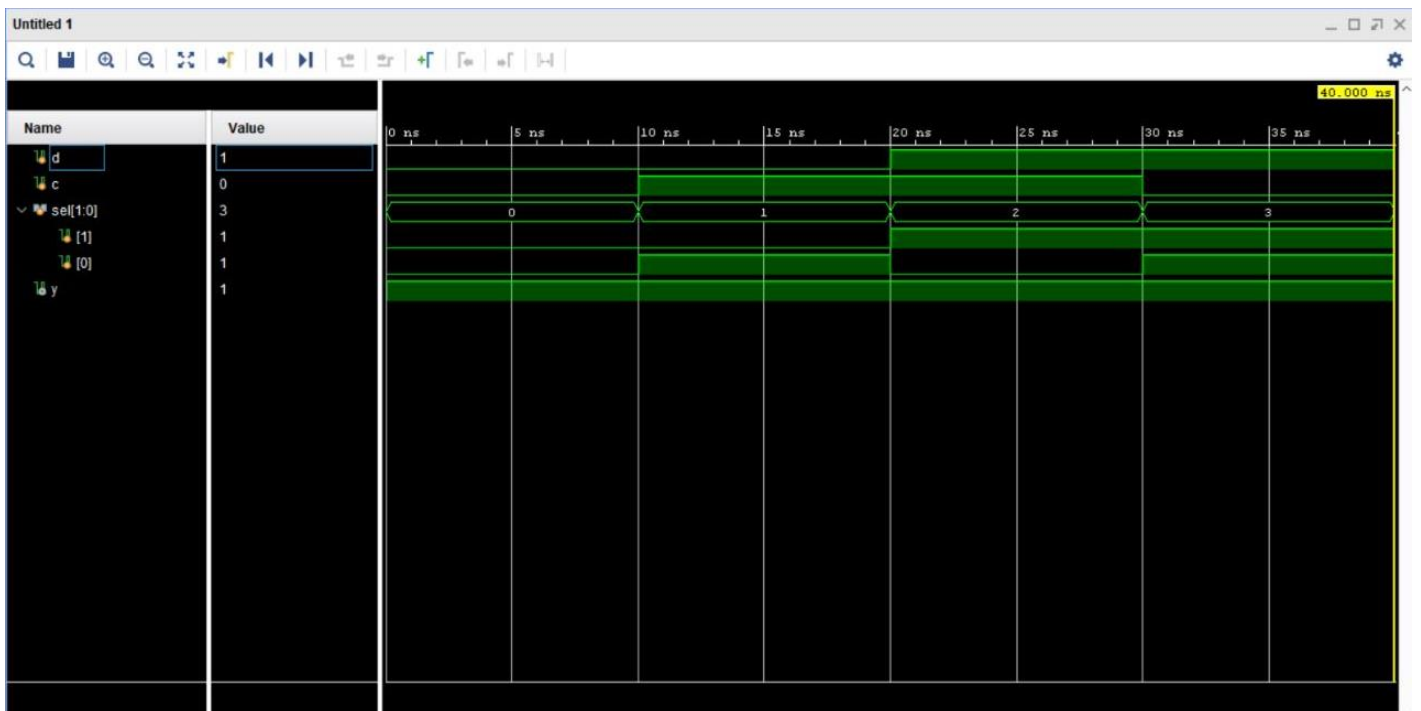 Untitled 1
40.000 ns
Name Value
0 ns 5 ns 10 ns 15 ns 20 ns 25 ns 30 ns 35 ns
d 1
c 0
sel[1:0] 3 0 1 2 3
[1] 1
[0] 1
y 1